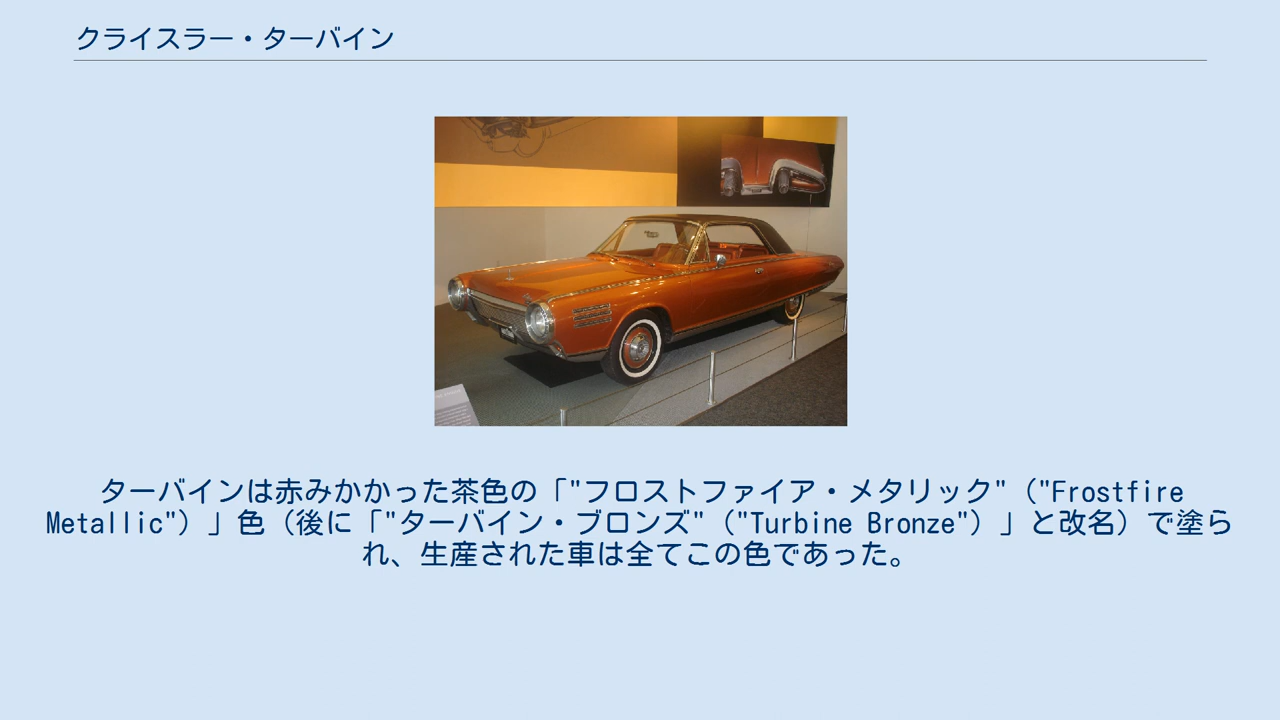 クライスラー・ターバイン
ターバインは赤みかかった茶色の「"フロストファイア・メタリック"（"Frostfire
Metallic"）」色（後に「"ターバイン・ブロンズ"（"Turbine Bronze"）」と改名）で塗ら
れ、生産された車は全てこの色であった。